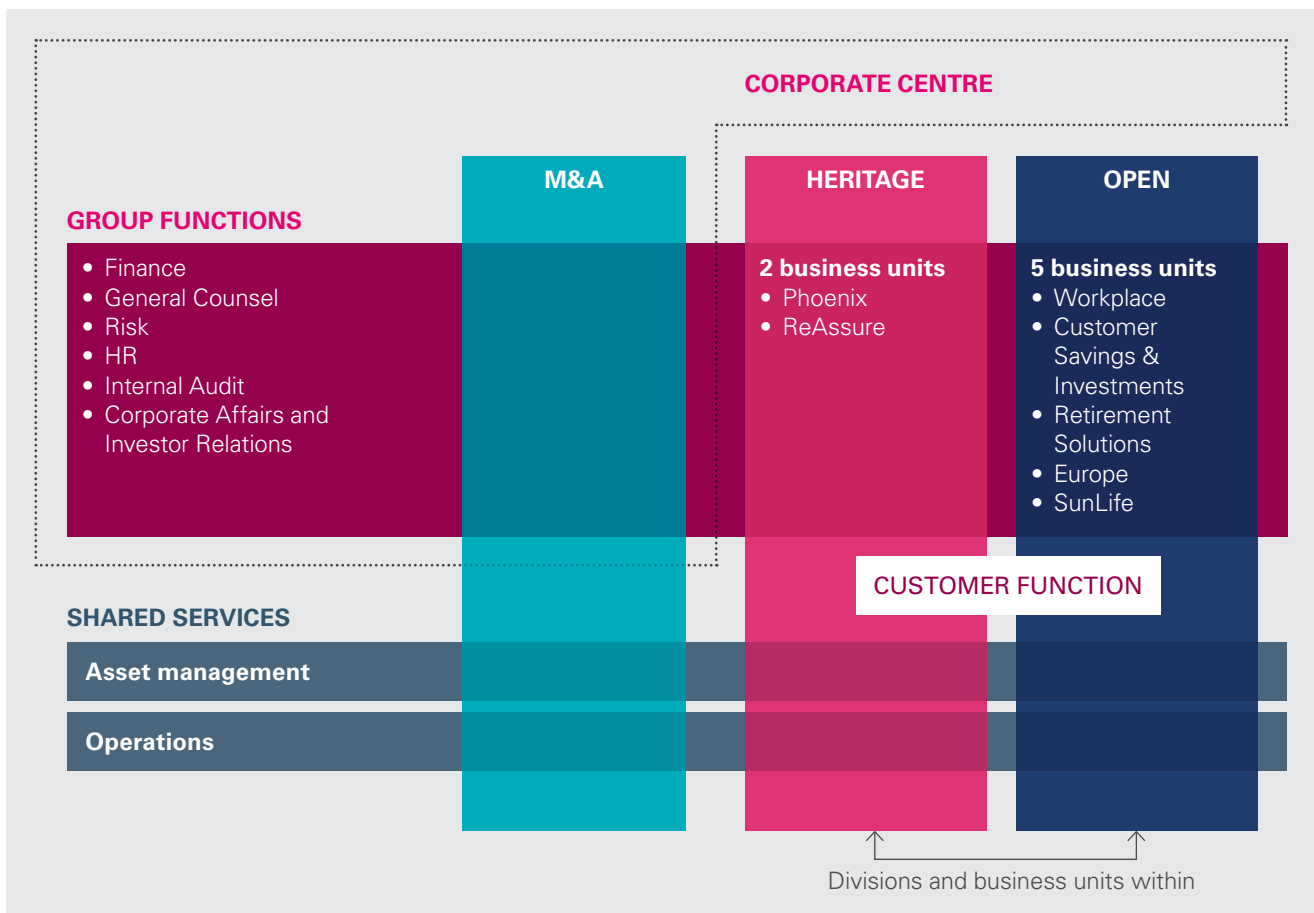 CORPORATE CENTRE
M&A
HERITAGE
OPEN
GROUP FUNCTIONS
• Finance
• General Counsel
• Risk
• HR
• Internal Audit
• Corporate Affairs and
Investor Relations
2 business units
• Phoenix
• ReAssure
5 business units
• Workplace
• Customer
Savings &
Investments
• Retirement
Solutions
• Europe
• SunLife
CUSTOMER FUNCTION
SHARED SERVICES
Asset management
Operations
Divisions and business units within